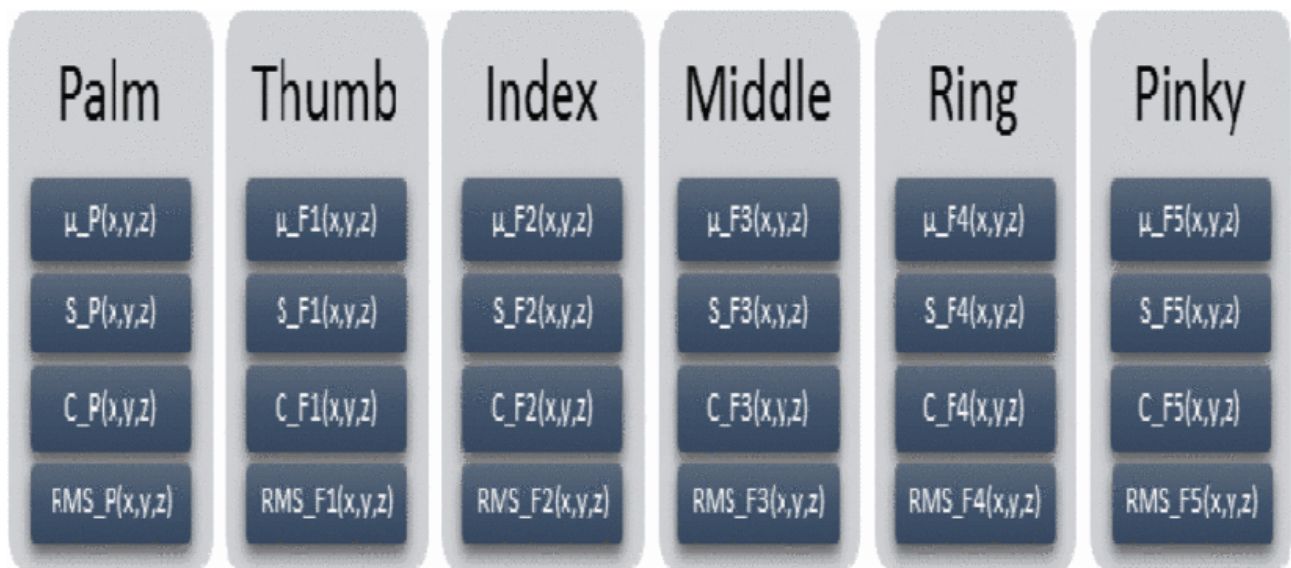 Palm Thumb Index Middle Ring Pinky
μ_P(x,y,z) μ_F1(x,y,z) μ_F2(x,y,z) μ_F3(x,y,z) μ_F4(x,y,z) μ_F5(x,y,z)
S_P(x,y,z) S_F1(x,y,z) S_F2(x,y,z) S_F3(x,y,z) S_F4(x,y,z) S_F5(x,y,z)
C_P(x,y,z) C_F1(x,y,z) C_F2(x,y,z) C_F3(x,y,z) C_F4(x,y,z) C_F5(x,y,z)
RMS_P(x,y,z) RMS_F1(x,y,z) RMS_F2(x,y,z) RMS_F3(x,y,z) RMS_F4(x,y,z) RMS_F5(x,y,z)